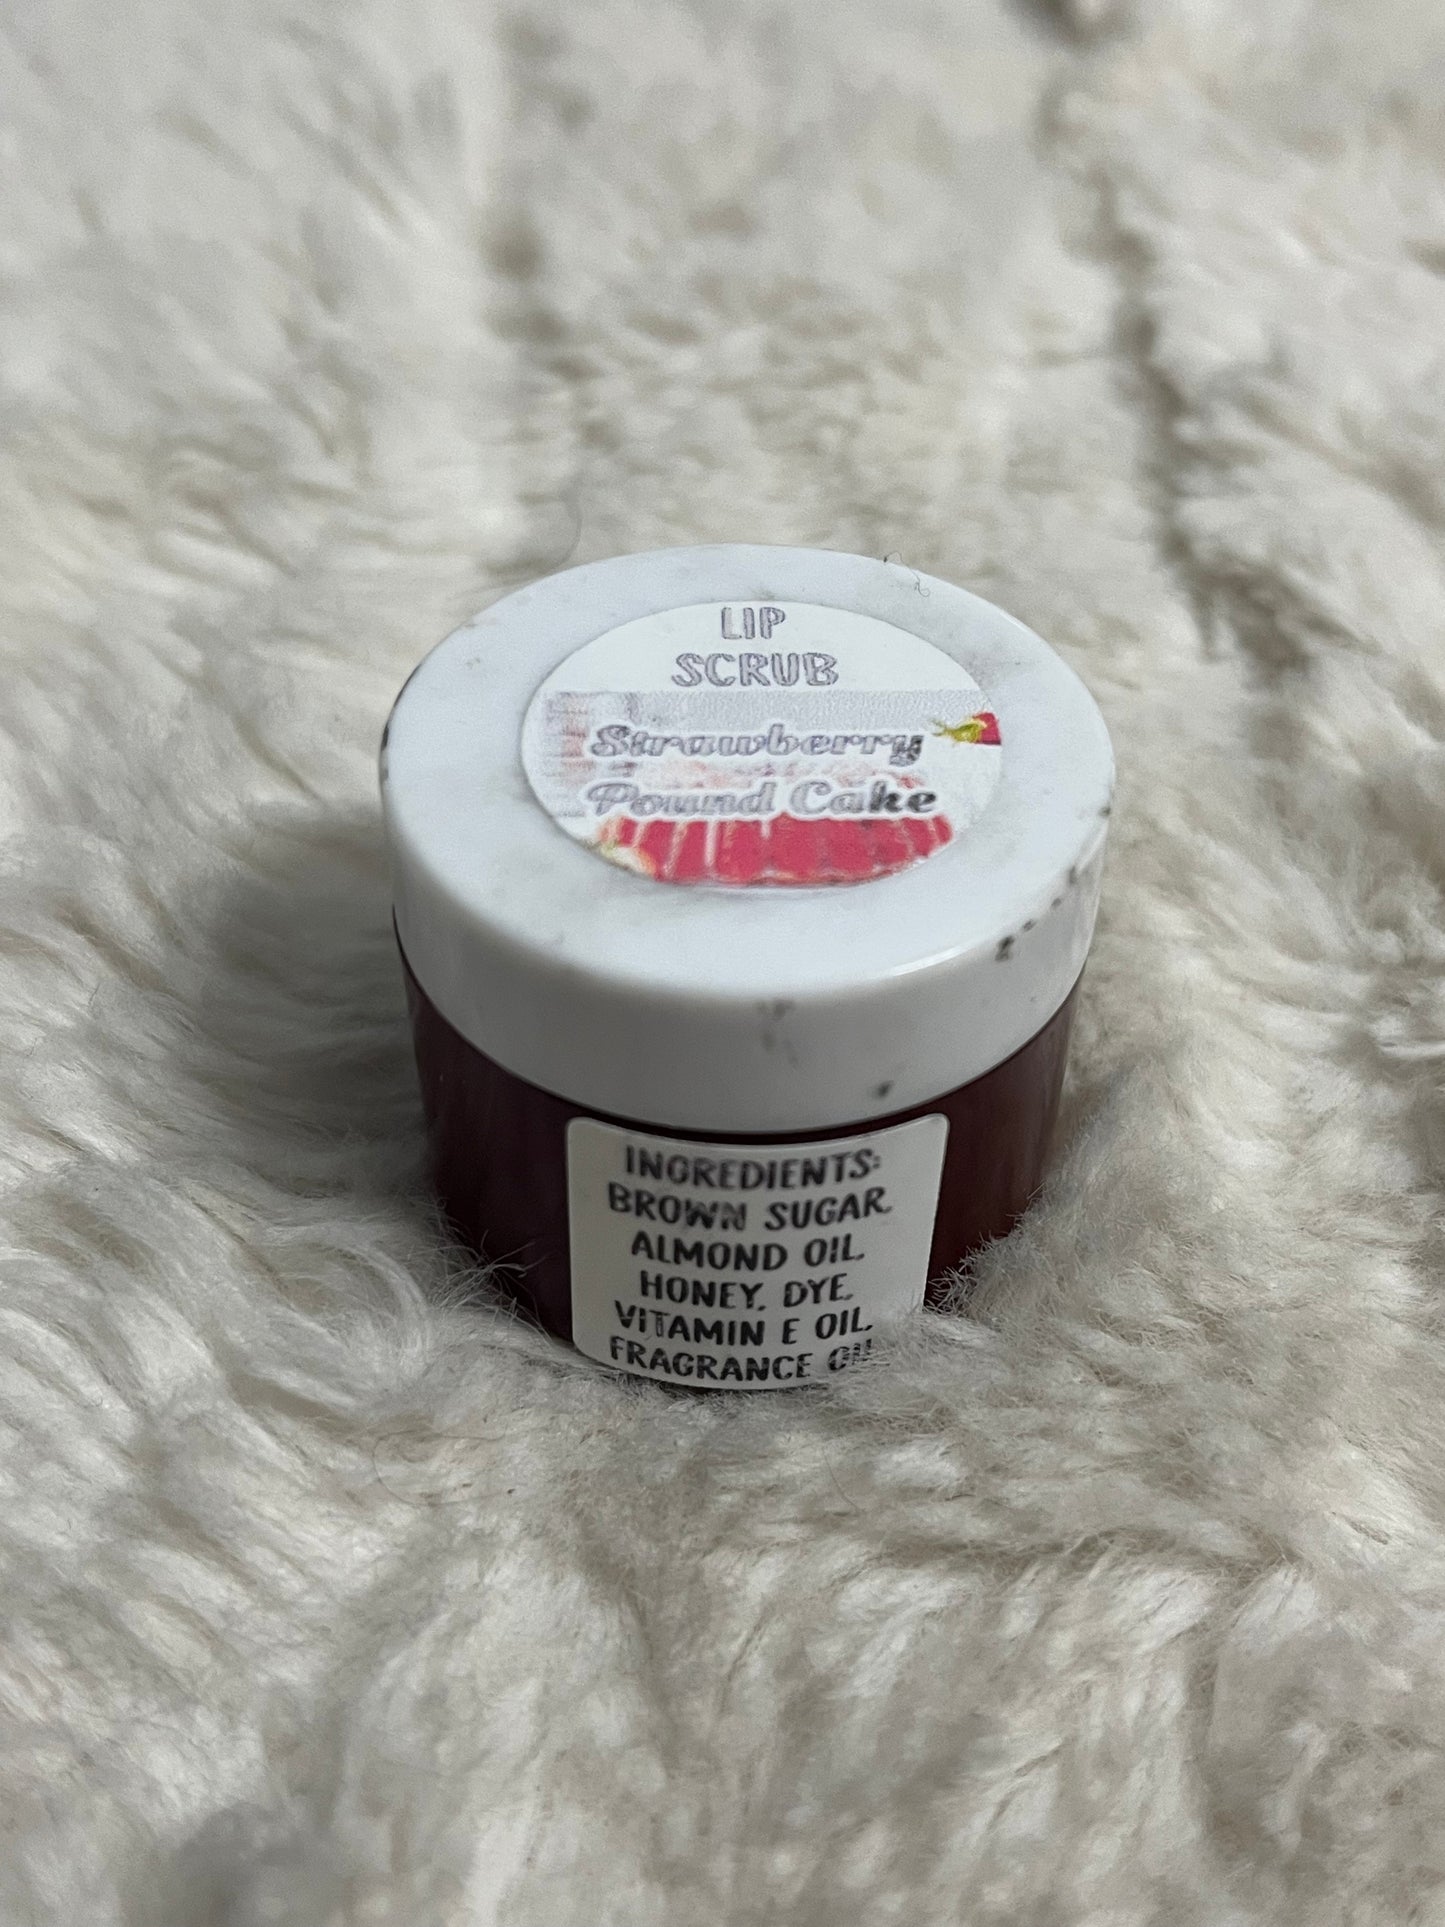 LIP
SCRUB
Strawberry
Pound Cake
INGREDIENTS:
BROWN SUGAR,
ALMOND OIL,
HONEY, DYE,
VITAMIN E OIL,
FRAGRANCE OIL